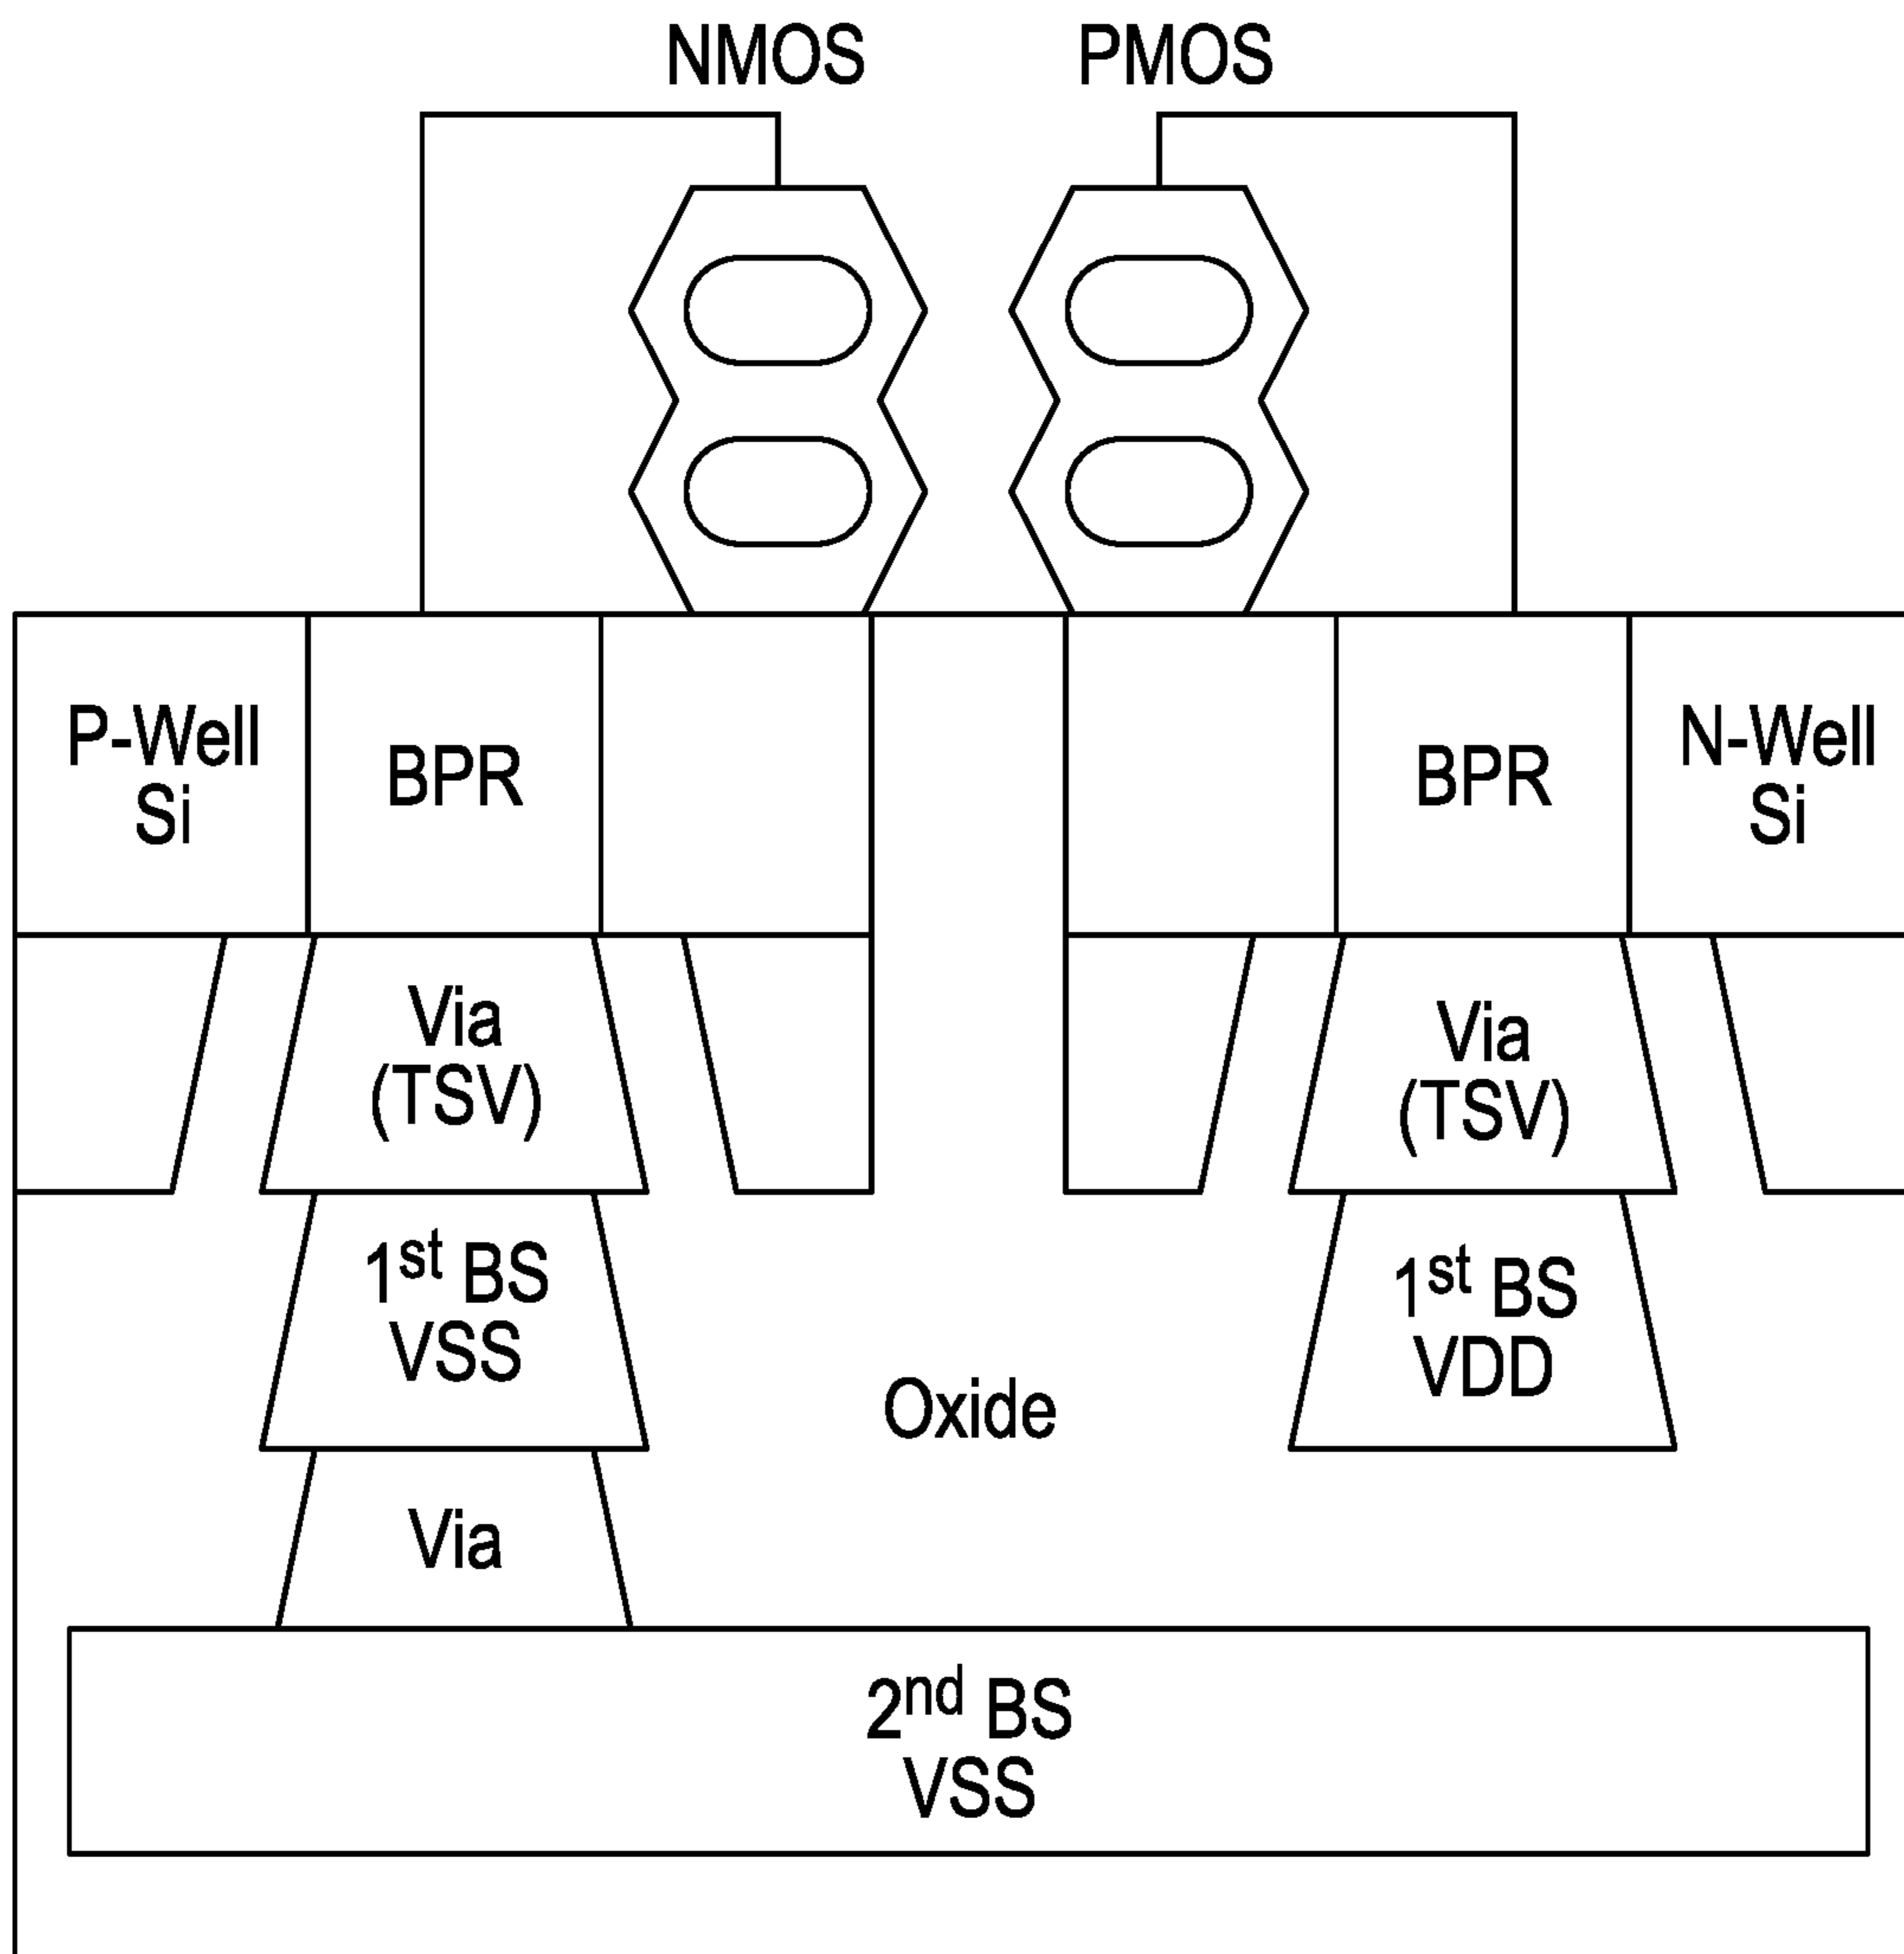 NMOS
PMOS
P-Well
Si
BPR
BPR
N-Well
Si
Via
(TSV)
Via
(TSV)
1st BS
VSS
1st BS
VDD
Oxide
Via
2nd BS
VSS